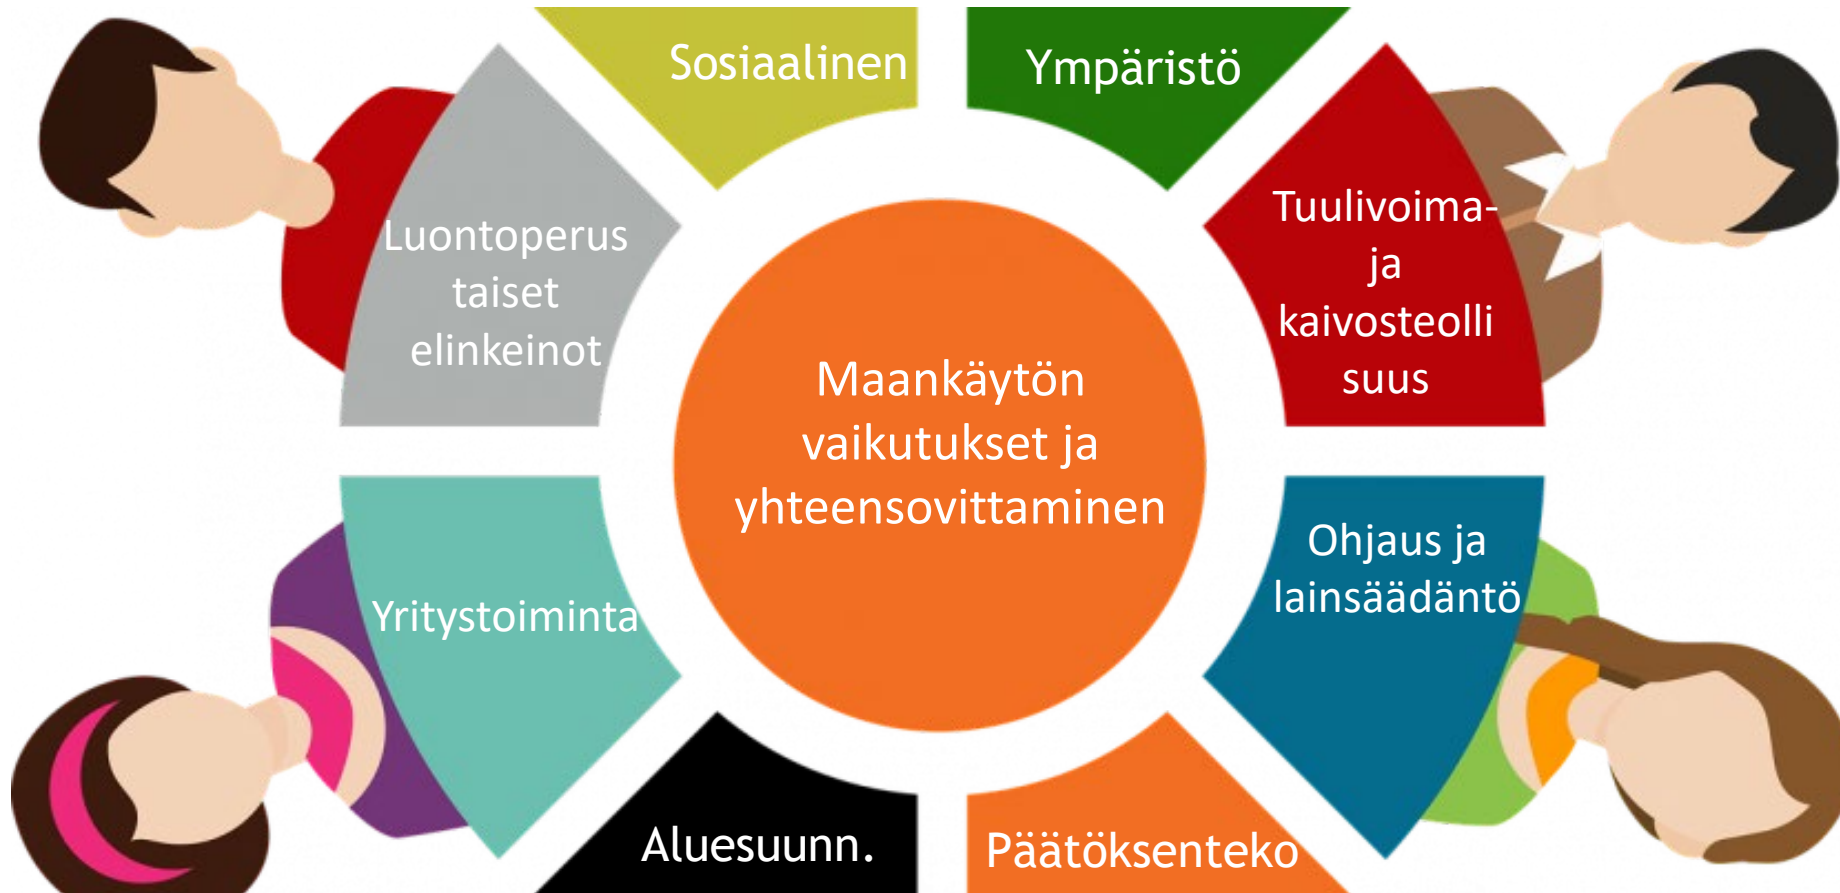 Sosiaalinen
Ympäristö
Luontoperus
taiset
elinkeinot
Tuulivoima-
ja
kaivosteolli
suus
Maankäytön
vaikutukset ja
yhteensovittaminen
Yritystoiminta
Ohjaus ja
lainsäädäntö
Aluesuunn.
Päätöksenteko